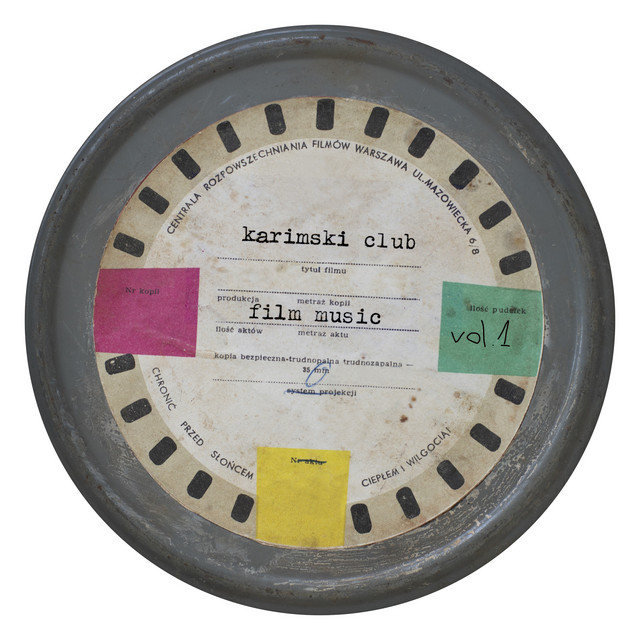 CENTRALA ROZPOWSZECHNIANIA FILMÓW WARSZAWA UL. MAZOWIECKA 6/8
karimski club
tytuł filmu
Nr kopii
produkcja metraż kopii
ilość pudełek
film music
ilość aktów metraż aktu
vol.1
kopia bezpieczna-trudnopalna trudnozapalna —
35 mm
system projekcji
CHRONIĆ PRZED SŁOŃCEM
CIEPŁEM I WILGOCIĄ!
Nr aktu